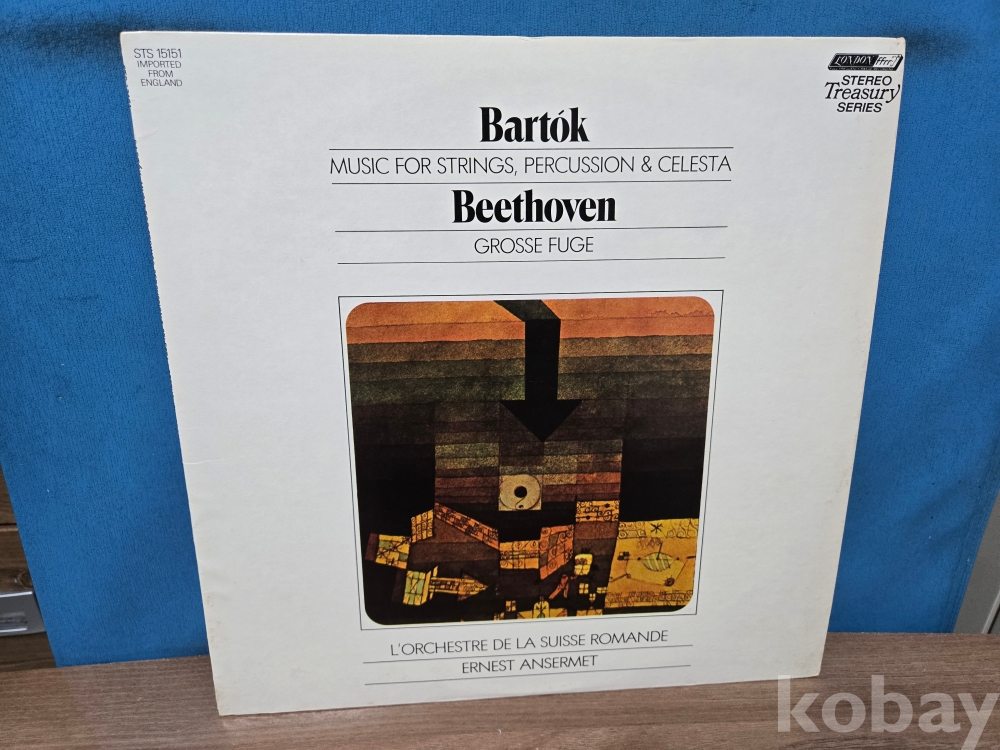 STS 15151
IMPORTED
FROM
ENGLAND
LONDON ffrr
STEREO
Treasury
SERIES
Bartók
MUSIC FOR STRINGS, PERCUSSION & CELESTA
Beethoven
GROSSE FUGE
L'ORCHESTRE DE LA SUISSE ROMANDE
ERNEST ANSERMET
kobay